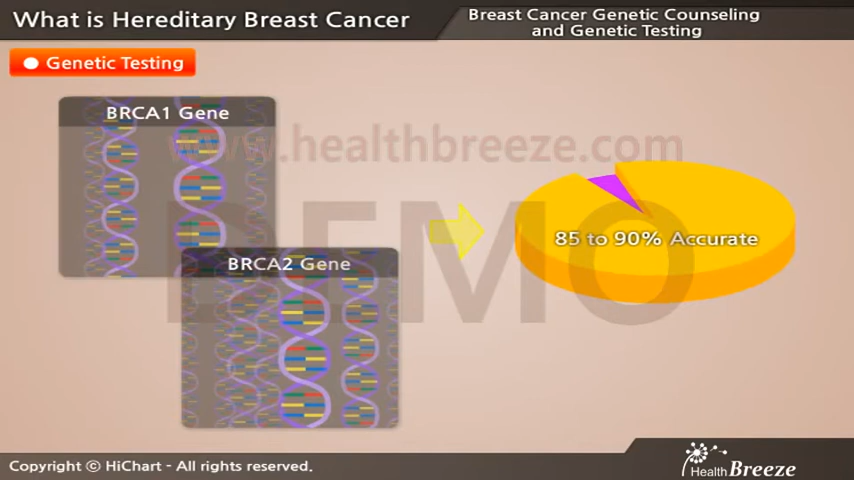 What is Hereditary Breast Cancer
Breast Cancer Genetic Counseling
and Genetic Testing
Genetic Testing
BRCA1 Gene
www.healthbreeze.com
DEMO
85 to 90% Accurate
BRCA2 Gene
Copyright © HiChart - All rights reserved.
Health Breeze